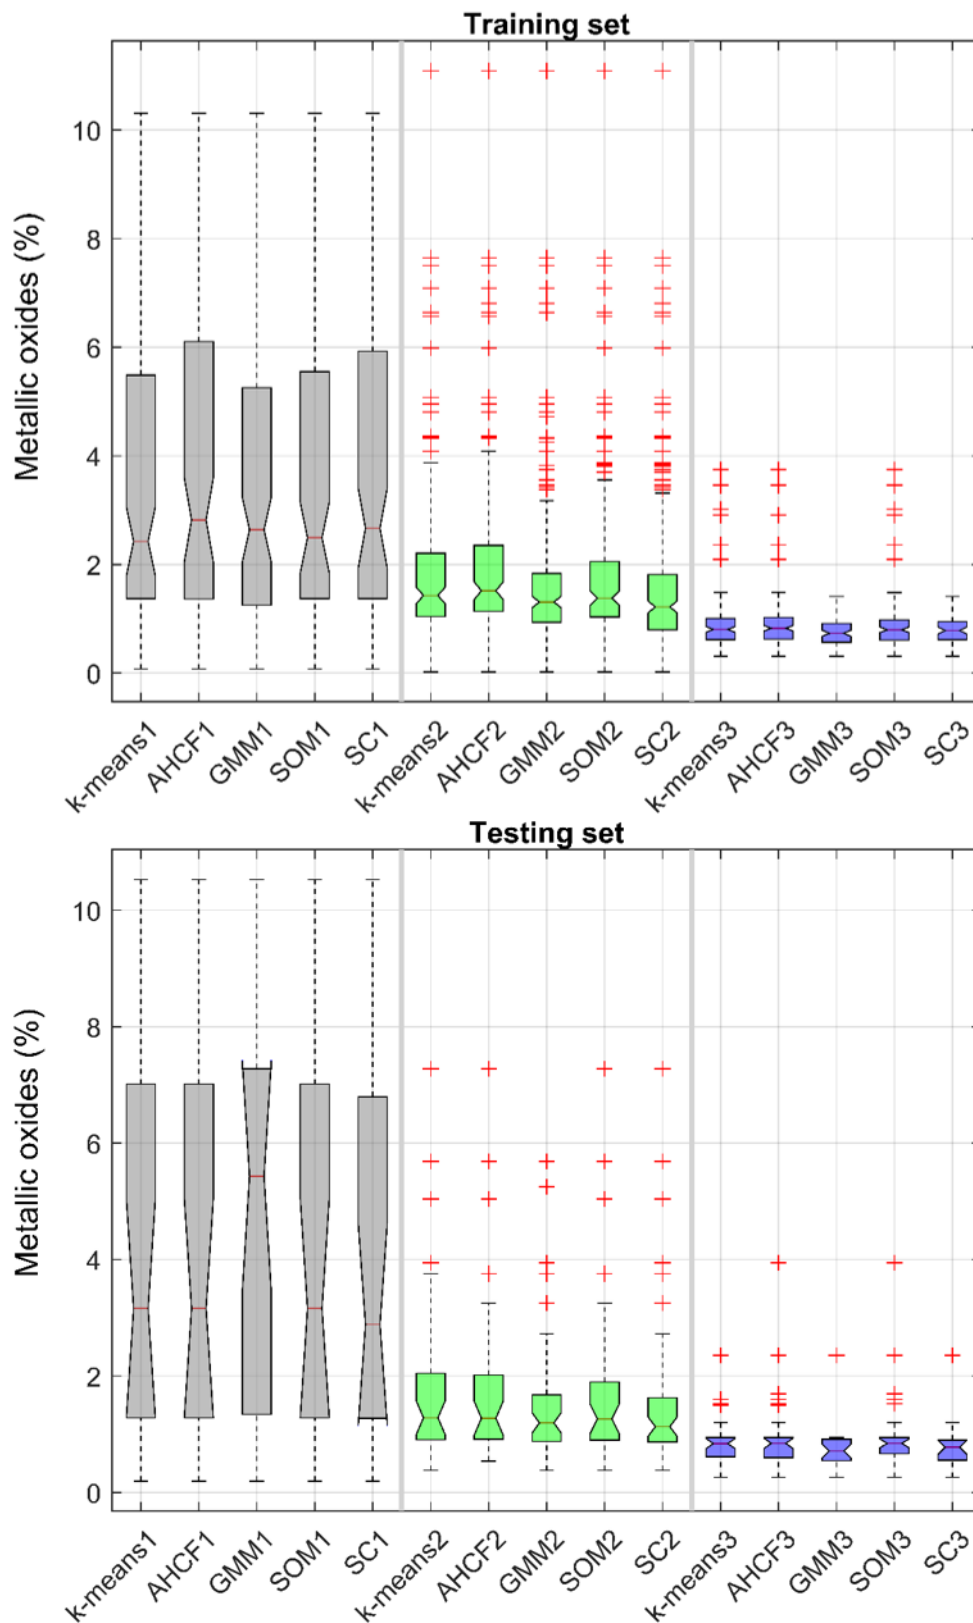 Training set
Metallic oxides (%)
10
8
6
4
2
0
k-means1 AHCF1 GMM1 SOM1 SC1 k-means2 AHCF2 GMM2 SOM2 SC2 k-means3 AHCF3 GMM3 SOM3 SC3
Testing set
Metallic oxides (%)
10
8
6
4
2
0
k-means1 AHCF1 GMM1 SOM1 SC1 k-means2 AHCF2 GMM2 SOM2 SC2 k-means3 AHCF3 GMM3 SOM3 SC3